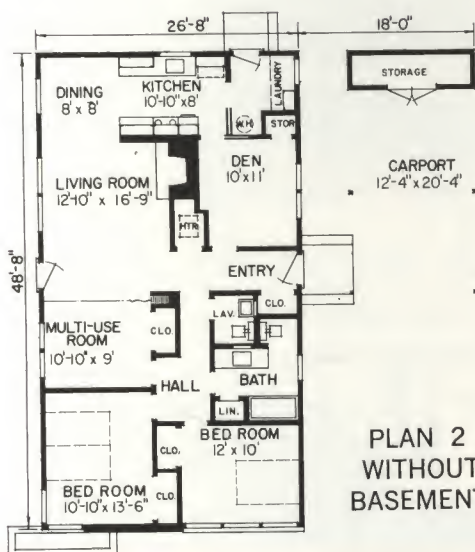 26'-8"
18'-0"
48'-8"
DINING
8' x 8'
KITCHEN
10'-10" x 8'
LAUNDRY
W.H.
STOR.
STORAGE
CARPORT
12'-4" x 20'-4"
DEN
10' x 11'
LIVING ROOM
12'-10" x 16'-9"
HTR.
ENTRY
CLO.
LAV.
CLO.
MULTI-USE
ROOM
10'-10" x 9'
HALL
BATH
LIN.
BED ROOM
12' x 10'
CLO.
CLO.
BED ROOM
10'-10" x 13'-6"
PLAN 2
WITHOUT
BASEMENT